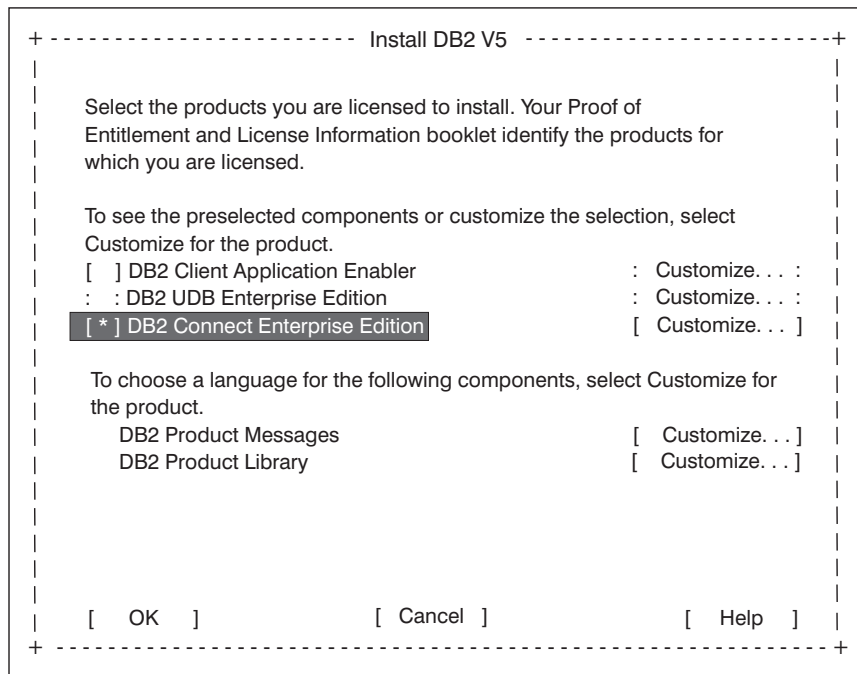 + - - - - - - - - - - - - - - - - - - - - - - - - Install DB2 V5 - - - - - - - - - - - - - - - - - - - - - - - -+
Select the products you are licensed to install. Your Proof of
Entitlement and License Information booklet identify the products for
which you are licensed.
To see the preselected components or customize the selection, select
Customize for the product.
[   ] DB2 Client Application Enabler : Customize. . . :
:   : DB2 UDB Enterprise Edition : Customize. . . :
[ * ] DB2 Connect Enterprise Edition [ Customize. . . ]
To choose a language for the following components, select Customize for
the product.
DB2 Product Messages [ Customize. . . ]
DB2 Product Library [ Customize. . . ]
[ OK ] [ Cancel ] [ Help ]
+ - - - - - - - - - - - - - - - - - - - - - - - - - - - - - - - - - - - - - - - - - - - - - - - - - - - - - - - - - - - - +